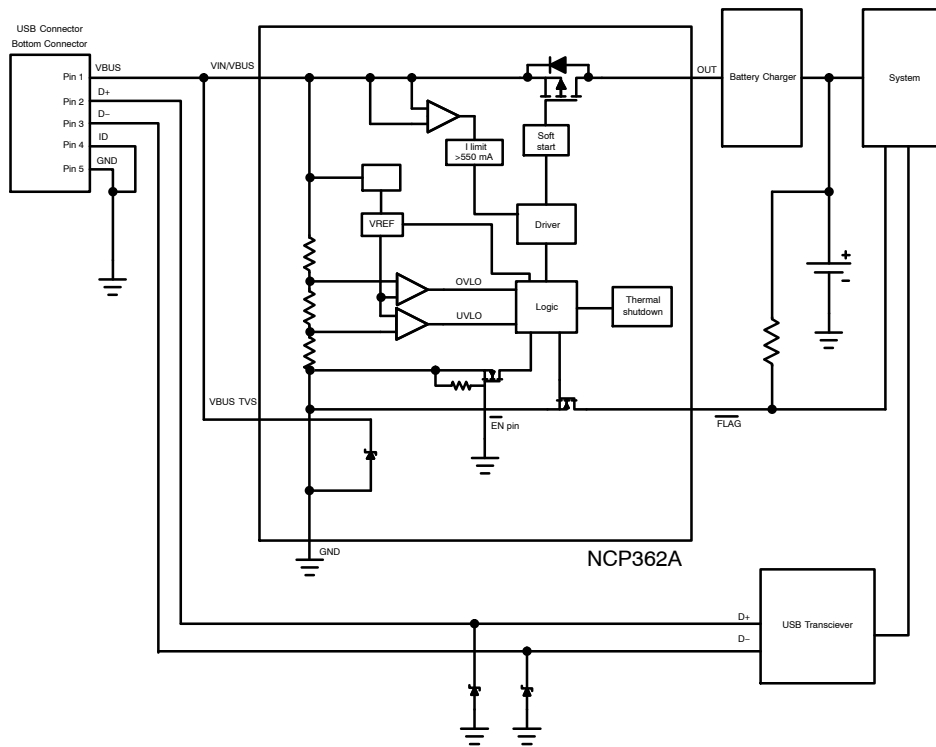 USB Connector
Bottom Connector
Pin 1
Pin 2
Pin 3
Pin 4
Pin 5
VBUS
D+
D−
ID
GND
VIN/VBUS
I limit
>550 mA
Soft
start
VREF
Driver
OVLO
UVLO
Logic
Thermal
shutdown
VBUS TVS
EN pin
GND
NCP362A
OUT
Battery Charger
System
+
-
FLAG
D+
D−
USB Transciever